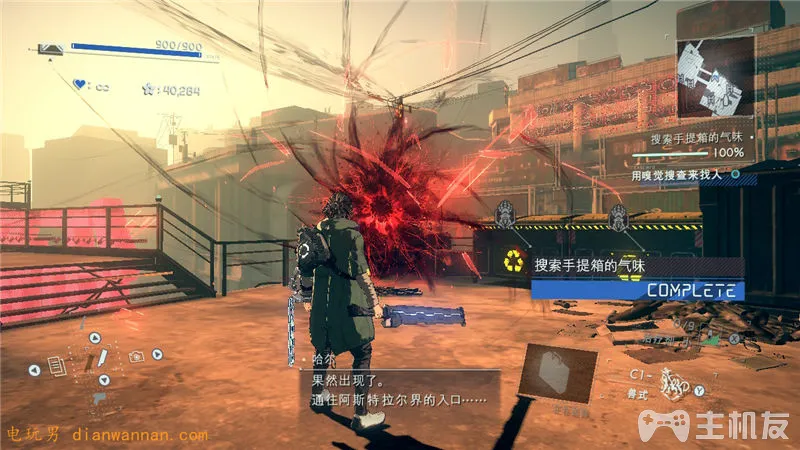 900/900
: ∞
: 40,284
搜索手提箱的气味
100%
用嗅觉搜查来找人
搜索手提箱的气味
COMPLETE
哈尔
果然出现了。
通往阿斯特拉尔界的入口……
X
C1-
兽式
Y
电玩男 dianwannan.com
主机友